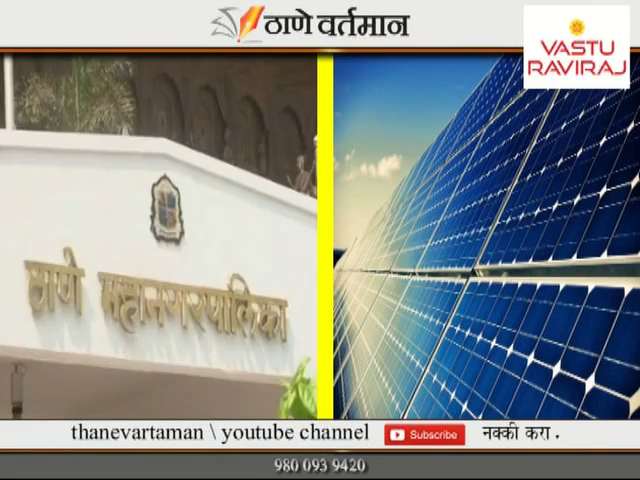 ठाणे वर्तमान
VASTU
RAVIRAJ
ठाणे महानगरपालिका
thanevartaman \ youtube channel Subscribe नक्की करा .
980 093 9420